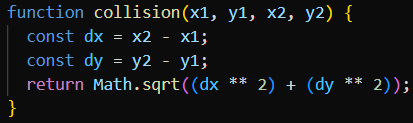 function collision(x1, y1, x2, y2) {
  const dx = x2 - x1;
  const dy = y2 - y1;
  return Math.sqrt((dx ** 2) + (dy ** 2));
}